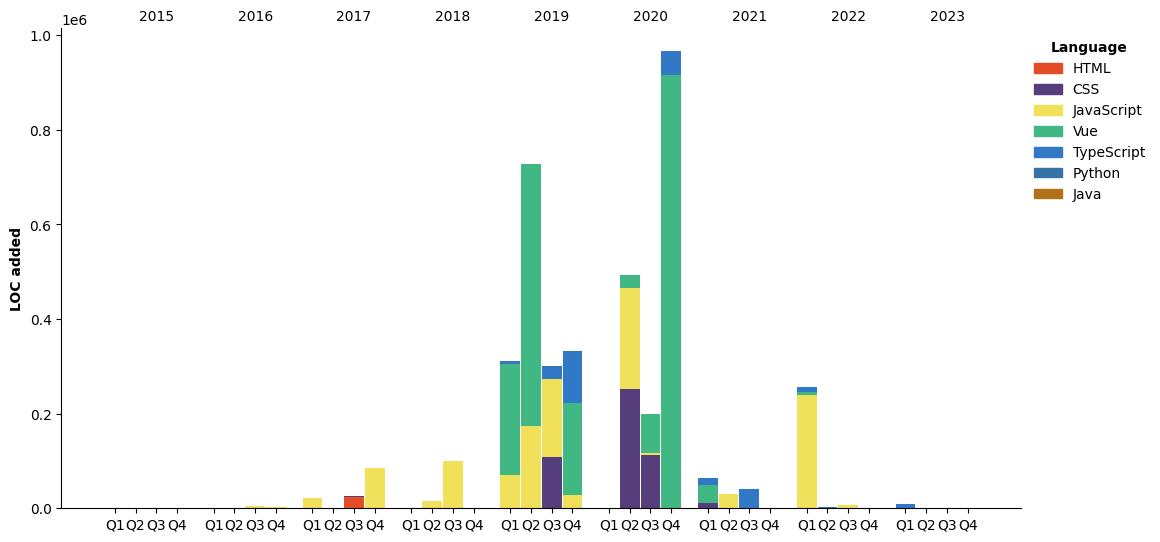 2015 2016 2017 2018 2019 2020 2021 2022 2023
1e6
1.0
0.8
0.6
0.4
0.2
0.0
LOC added
Q1 Q2 Q3 Q4 Q1 Q2 Q3 Q4 Q1 Q2 Q3 Q4 Q1 Q2 Q3 Q4 Q1 Q2 Q3 Q4 Q1 Q2 Q3 Q4 Q1 Q2 Q3 Q4 Q1 Q2 Q3 Q4 Q1 Q2 Q3 Q4
Language
HTML
CSS
JavaScript
Vue
TypeScript
Python
Java